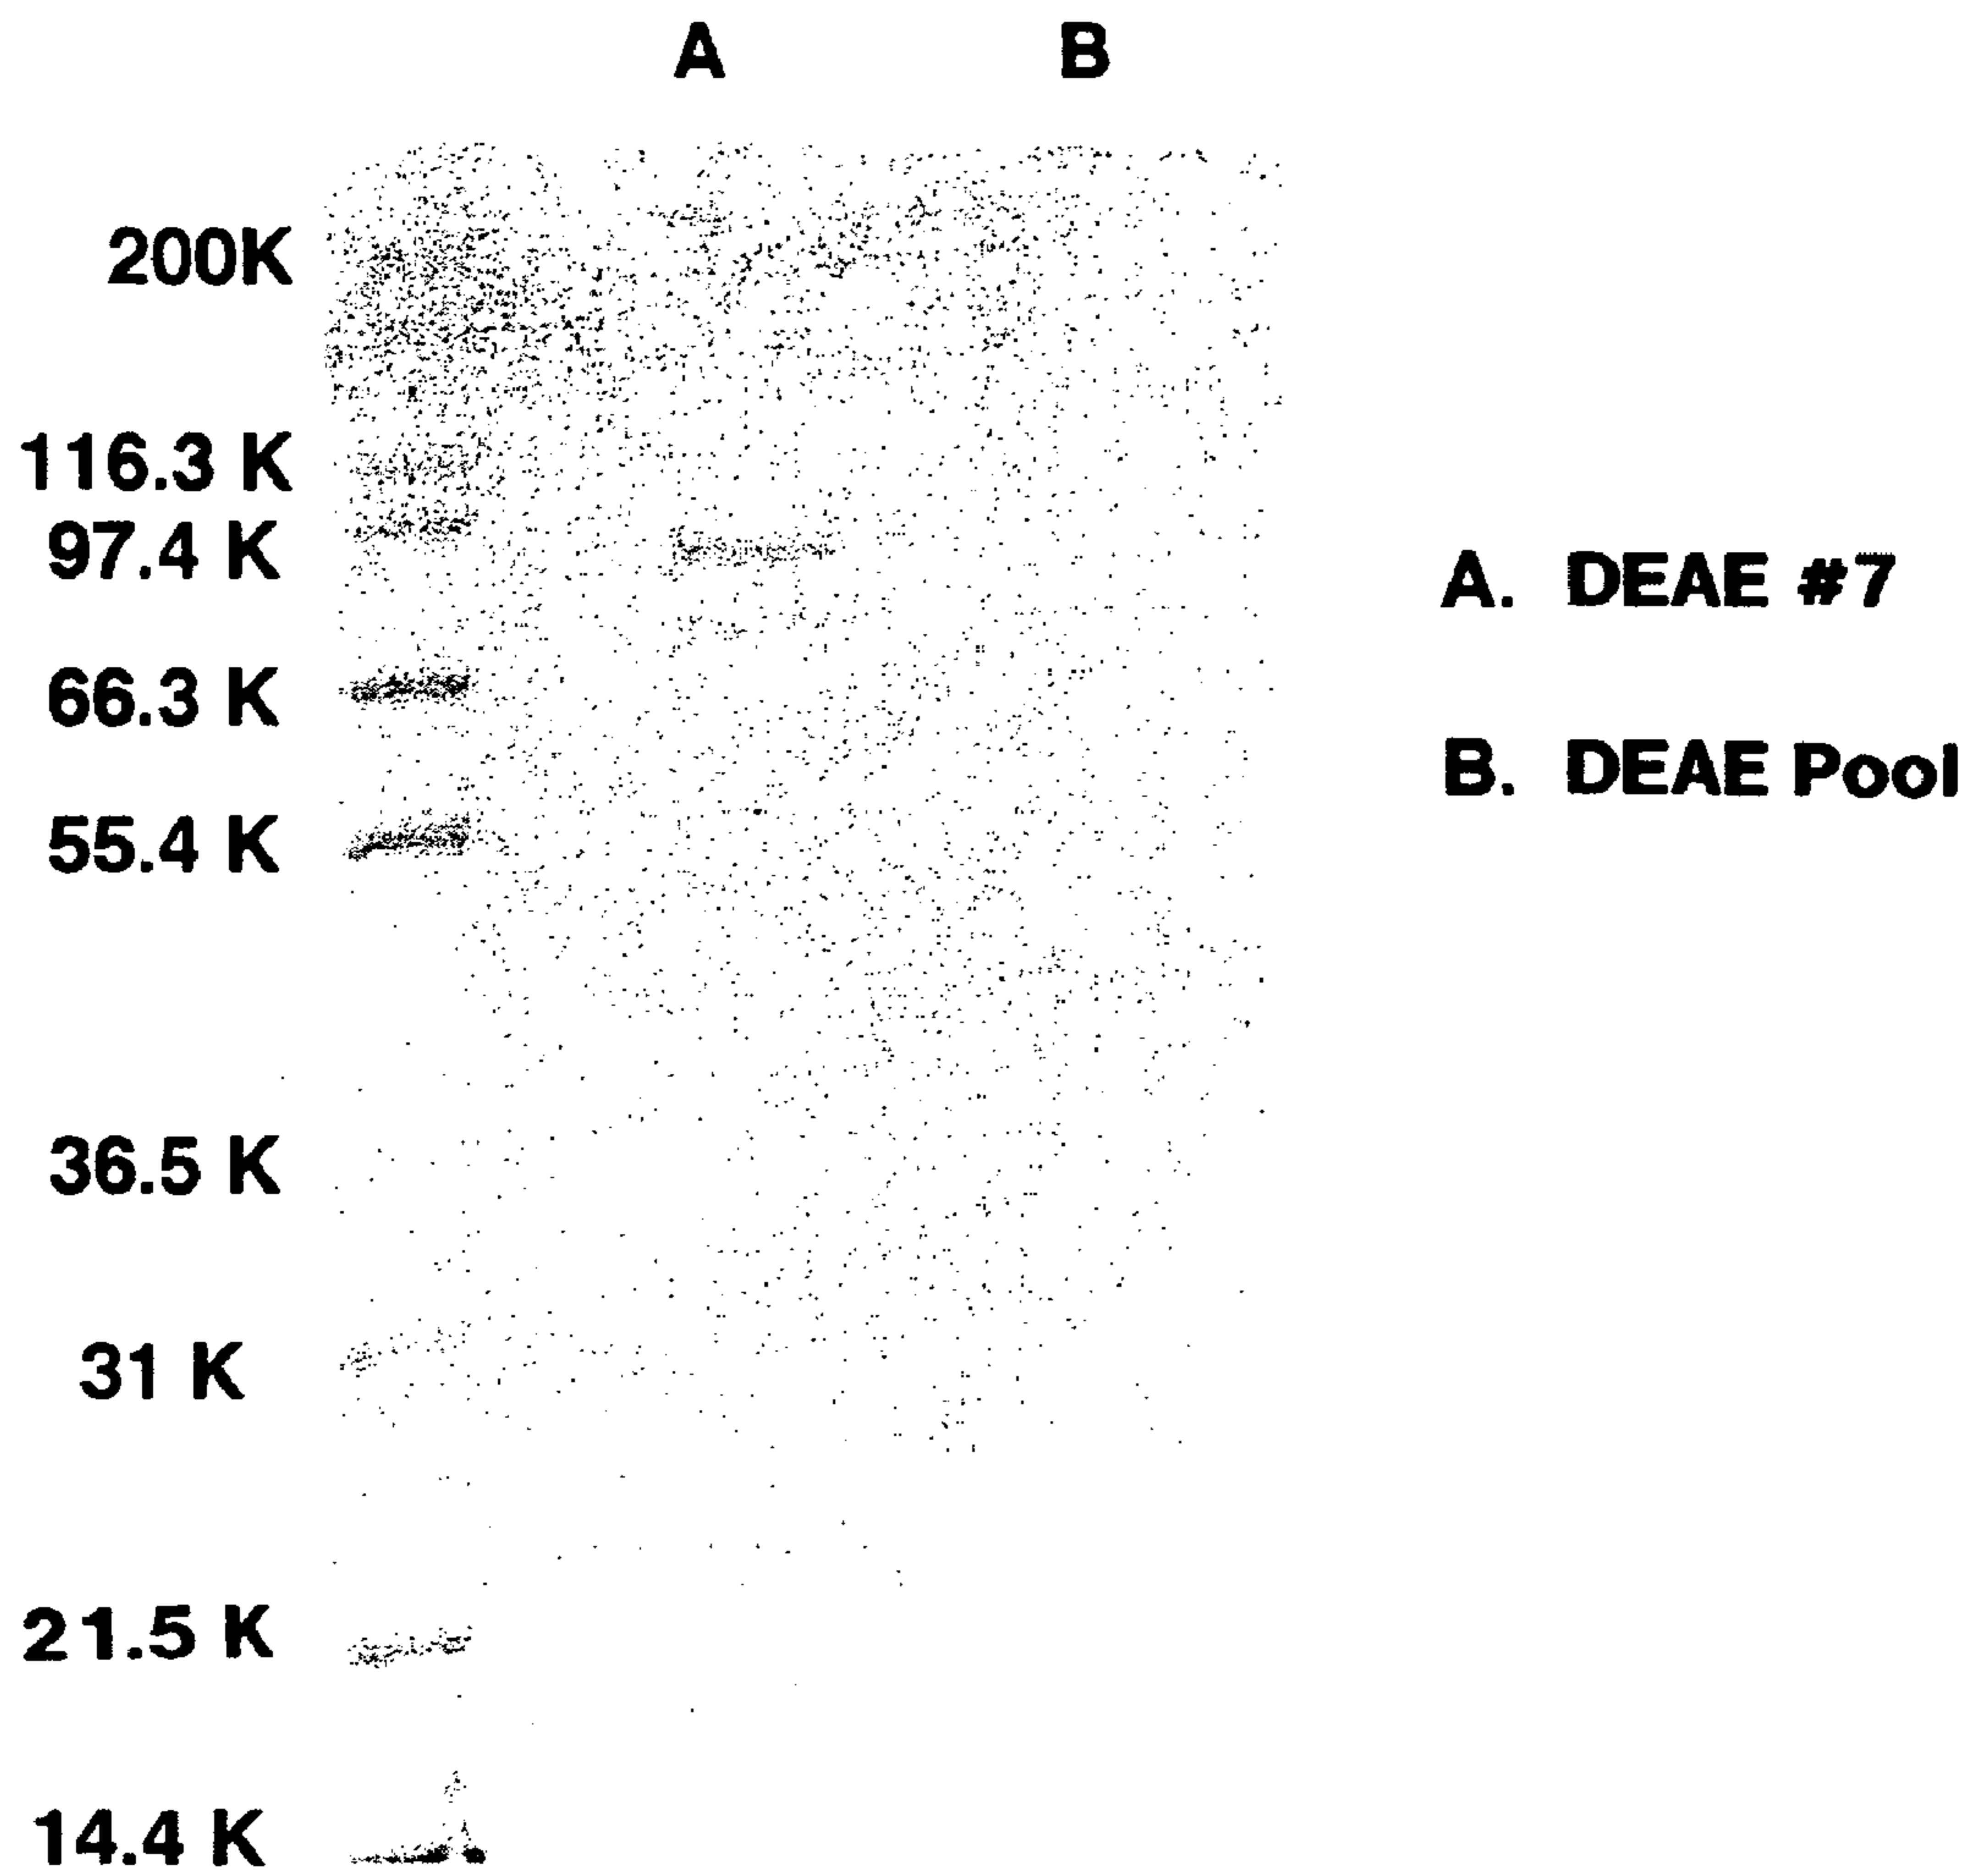 A B
200K
116.3 K
97.4 K
66.3 K
55.4 K
36.5 K
31 K
21.5 K
14.4 K
A. DEAE #7
B. DEAE Pool